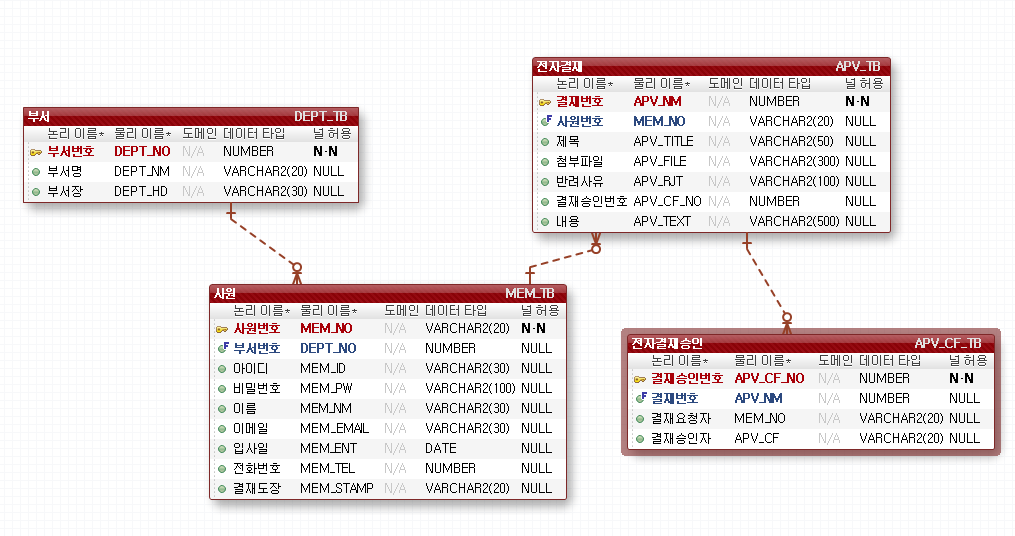 부서 DEPT_TB
논리 이름* 물리 이름* 도메인 데이터 타입 널 허용
부서번호 DEPT_NO N/A NUMBER N·N
부서명 DEPT_NM N/A VARCHAR2(20) NULL
부서장 DEPT_HD N/A VARCHAR2(30) NULL
전자결재 APV_TB
논리 이름* 물리 이름* 도메인 데이터 타입 널 허용
결재번호 APV_NM N/A NUMBER N·N
F 사원번호 MEM_NO N/A VARCHAR2(20) NULL
제목 APV_TITLE N/A VARCHAR2(50) NULL
첨부파일 APV_FILE N/A VARCHAR2(300) NULL
반려사유 APV_RJT N/A VARCHAR2(100) NULL
결재승인번호 APV_CF_NO N/A NUMBER NULL
내용 APV_TEXT N/A VARCHAR2(500) NULL
사원 MEM_TB
논리 이름* 물리 이름* 도메인 데이터 타입 널 허용
사원번호 MEM_NO N/A VARCHAR2(20) N·N
F 부서번호 DEPT_NO N/A NUMBER NULL
아이디 MEM_ID N/A VARCHAR2(30) NULL
비밀번호 MEM_PW N/A VARCHAR2(100) NULL
이름 MEM_NM N/A VARCHAR2(30) NULL
이메일 MEM_EMAIL N/A VARCHAR2(30) NULL
입사일 MEM_ENT N/A DATE NULL
전화번호 MEM_TEL N/A NUMBER NULL
결재도장 MEM_STAMP N/A VARCHAR2(20) NULL
전자결재승인 APV_CF_TB
논리 이름* 물리 이름* 도메인 데이터 타입 널 허용
결재승인번호 APV_CF_NO N/A NUMBER N·N
F 결재번호 APV_NM N/A NUMBER NULL
결재요청자 MEM_NO N/A VARCHAR2(20) NULL
결재승인자 APV_CF N/A VARCHAR2(20) NULL